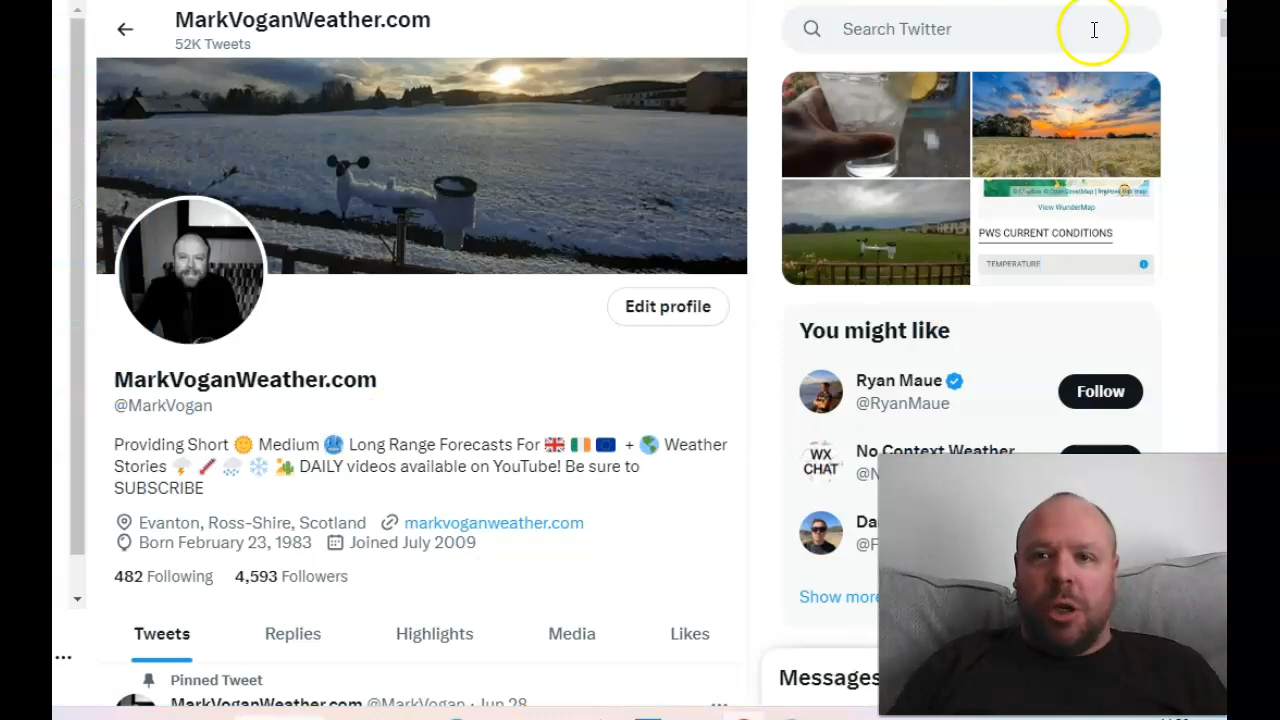 MarkVoganWeather.com
52K Tweets
Search Twitter
View WunderMap
PWS CURRENT CONDITIONS
TEMPERATURE
Edit profile
You might like
MarkVoganWeather.com
@MarkVogan
Ryan Maue
@RyanMaue
Follow
Providing Short Medium Long Range Forecasts For + Weather
Stories DAILY videos available on YouTube! Be sure to
SUBSCRIBE
WX
CHAT
No Context Weather
@N
Evanton, Ross-Shire, Scotland markvoganweather.com
Born February 23, 1983 Joined July 2009
Da
@F
482 Following 4,593 Followers
Show more
Tweets Replies Highlights Media Likes
Pinned Tweet
MarkVoganWeather.com @MarkVogan · Jun 28
Messages